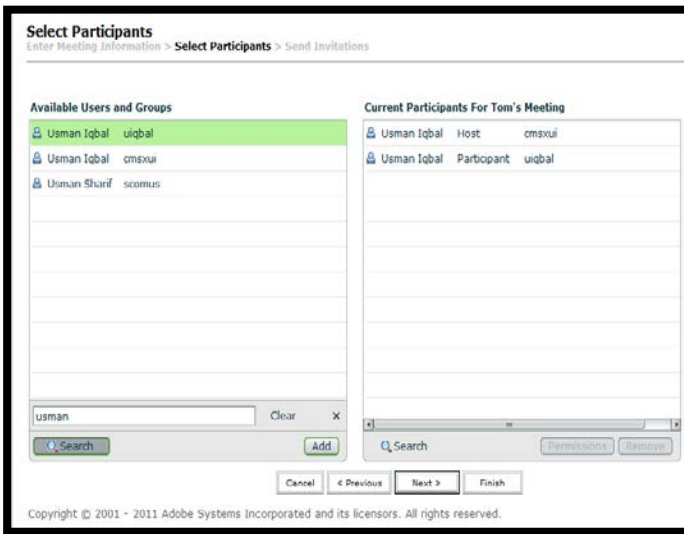 Select Participants
Enter Meeting Information > Select Participants > Send Invitations
Available Users and Groups
Usman Iqbal uiqbal
Usman Iqbal cmsxui
Usman Sharif scomus
usman Clear X
Search Add
Current Participants For Tom's Meeting
Usman Iqbal Host cmsxui
Usman Iqbal Participant uiqbal
Search Permissions Remove
Cancel < Previous Next > Finish
Copyright © 2001 - 2011 Adobe Systems Incorporated and its licensors. All rights reserved.